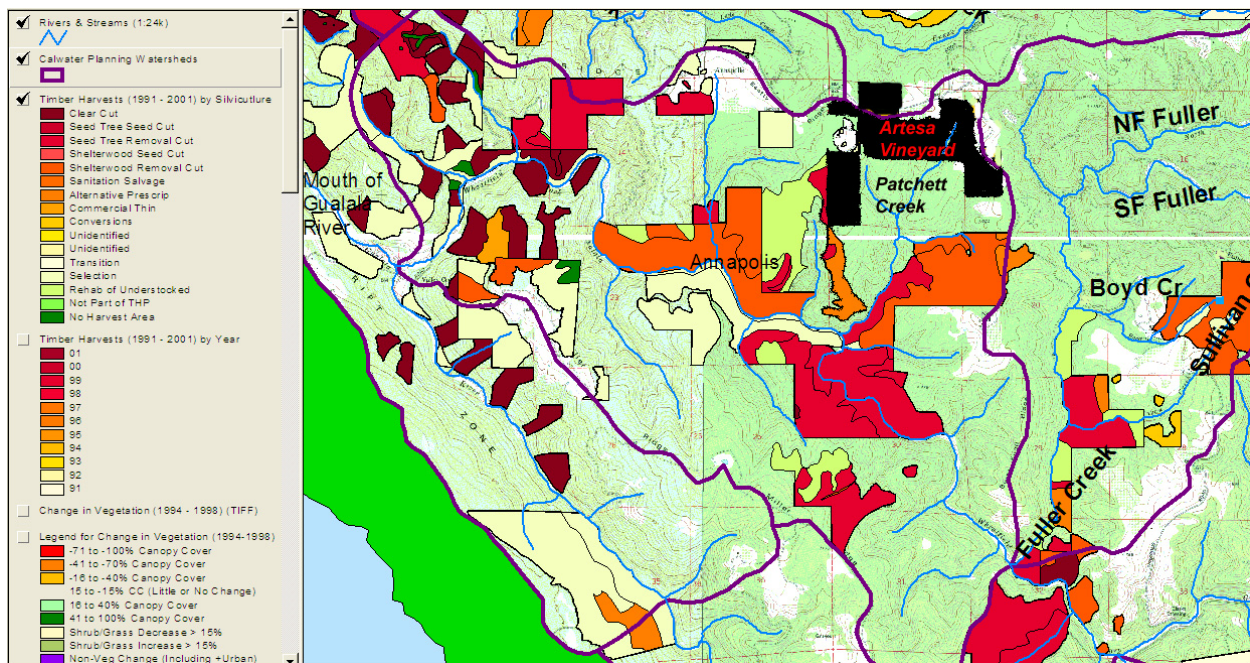 Rivers & Streams (1:24k)
Calwater Planning Watersheds
Timber Harvests (1991 - 2001) by Silviculture
Clear Cut
Seed Tree Seed Cut
Seed Tree Removal Cut
Shelterwood Seed Cut
Shelterwood Removal Cut
Sanitation Salvage
Alternative Prescrip
Commercial Thin
Conversions
Unidentified
Unidentified
Transition
Selection
Rehab of Understocked
Not Part of THP
No Harvest Area
Timber Harvests (1991 - 2001) by Year
01
00
99
98
97
96
95
94
93
92
91
Change in Vegetation (1994 - 1998) (TIFF)
Legend for Change in Vegetation (1994-1998)
-71 to -100% Canopy Cover
-41 to -70% Canopy Cover
-16 to -40% Canopy Cover
15 to -15% CC (Little or No Change)
16 to 40% Canopy Cover
41 to 100% Canopy Cover
Shrub/Grass Decrease > 15%
Shrub/Grass Increase > 15%
Non-Veg Change (Including +Urban)
Mouth of
Gualala
River
Artesa
Vineyard
Patchett
Creek
NF Fuller
SF Fuller
Annapolis
Boyd Cr
Sullivan
Fuller Creek
Annapolis
Wheatfield
Miller
Ridge
River
ZONE
RIFT